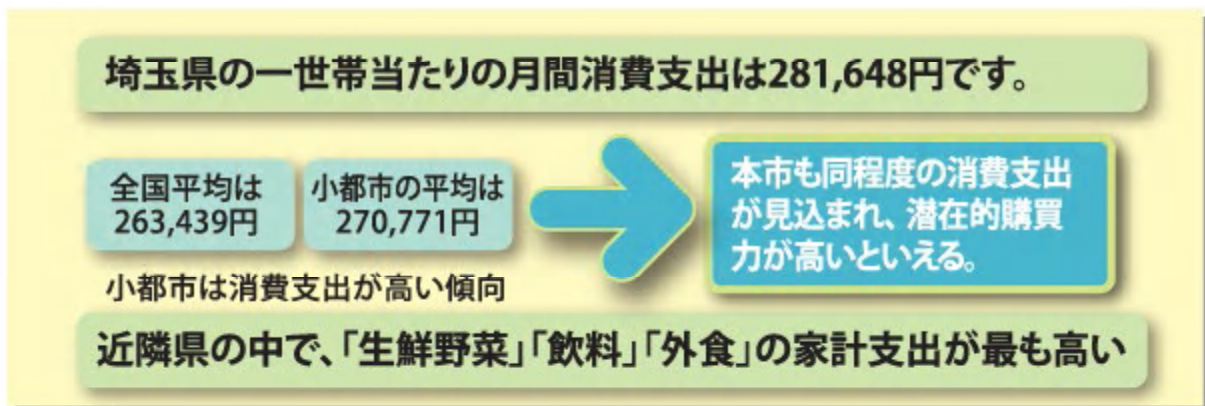 埼玉県の一世帯当たりの月間消費支出は281,648円です。
全国平均は
263,439円
小都市の平均は
270,771円
小都市は消費支出が高い傾向
本市も同程度の消費支出
が見込まれ、潜在的購買
力が高いといえる。
近隣県の中で、「生鮮野菜」「飲料」「外食」の家計支出が最も高い